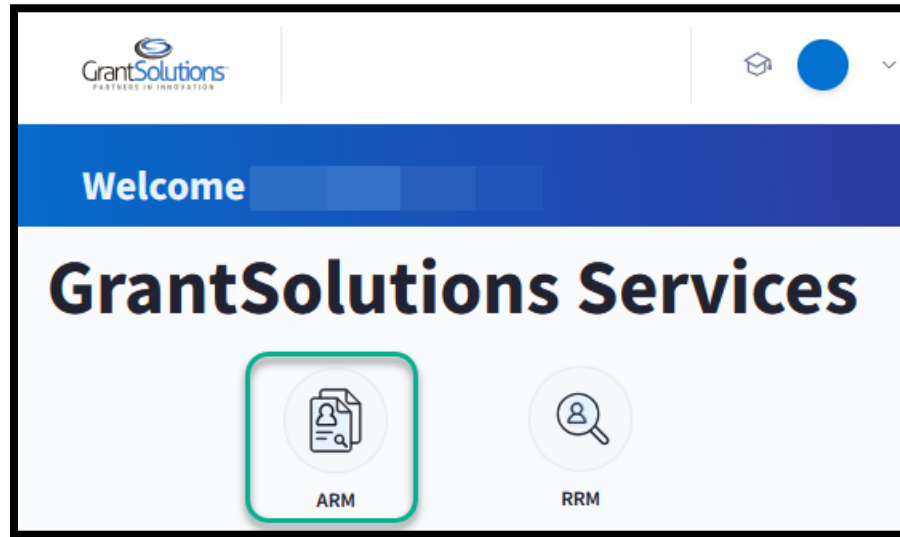 GrantSolutions
PARTNERS IN INNOVATION
Welcome
GrantSolutions Services
ARM
RRM